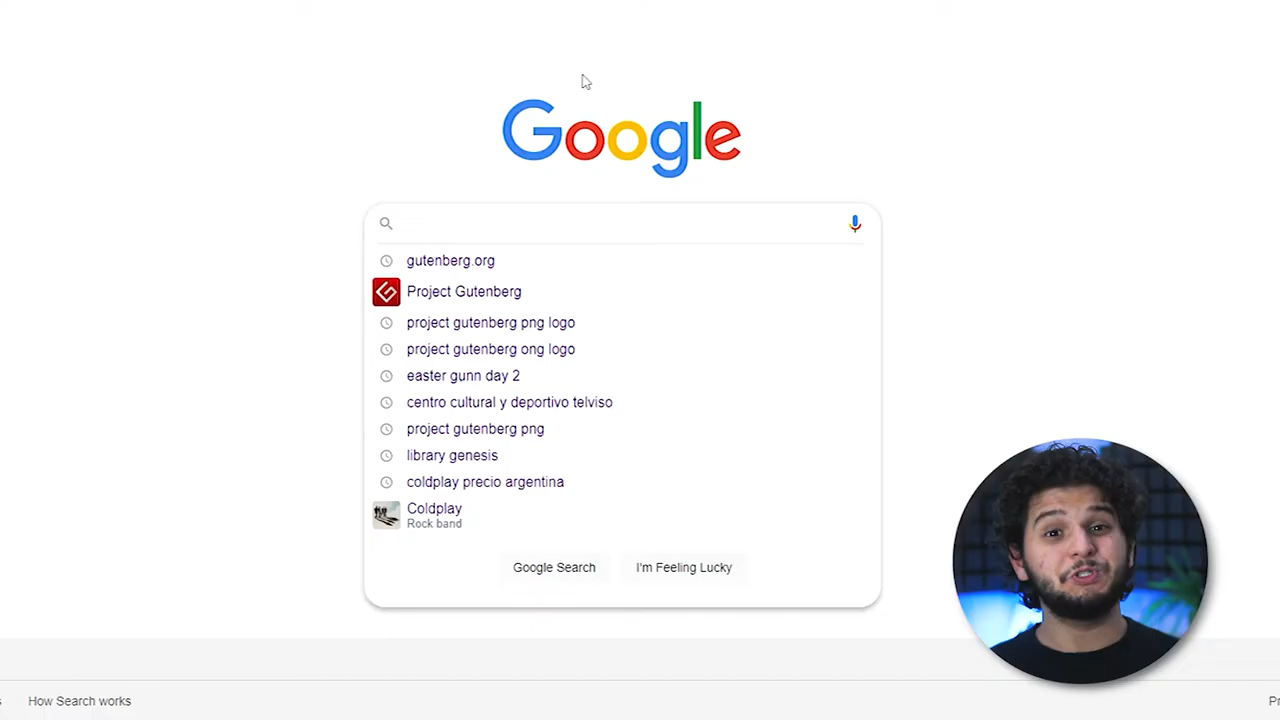 Google
gutenberg.org
Project Gutenberg
project gutenberg png logo
project gutenberg ong logo
easter gunn day 2
centro cultural y deportivo telviso
project gutenberg png
library genesis
coldplay precio argentina
Coldplay
Rock band
Google Search
I'm Feeling Lucky
How Search works